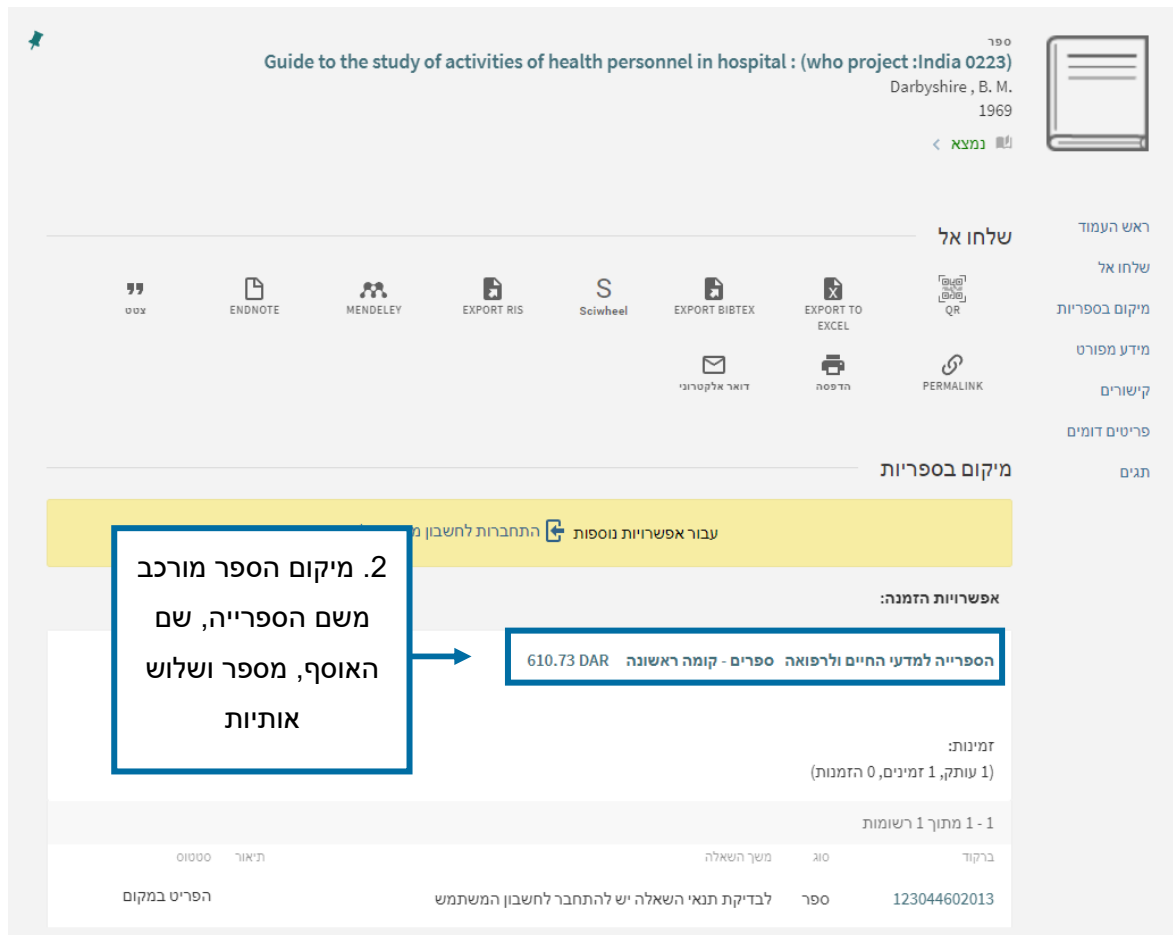 ספר
Guide to the study of activities of health personnel in hospital : (who project :India 0223)
Darbyshire , B. M.
1969
נמצא
ראש העמוד
שלחו אל
מיקום בספריות
מידע מפורט
קישורים
פריטים דומים
תגים
שלחו אל
QR
EXPORT TO EXCEL
EXPORT BIBTEX
Sciwheel
EXPORT RIS
MENDELEY
ENDNOTE
צטט
PERMALINK
הדפסה
דואר אלקטרוני
מיקום בספריות
עבור אפשרויות נוספות התחברות לחשבון
אפשרויות הזמנה:
2. מיקום הספר מורכב
משם הספרייה, שם
האוסף, מספר ושלוש
אותיות
הספרייה למדעי החיים ולרפואה ספרים - קומה ראשונה 610.73 DAR
זמינות:
(1 עותק, 1 זמינים, 0 הזמנות)
1 - 1 מתוך 1 רשומות
ברקוד סוג משך השאלה תיאור סטטוס
123044602013 ספר לבדיקת תנאי השאלה יש להתחבר לחשבון המשתמש הפריט במקום